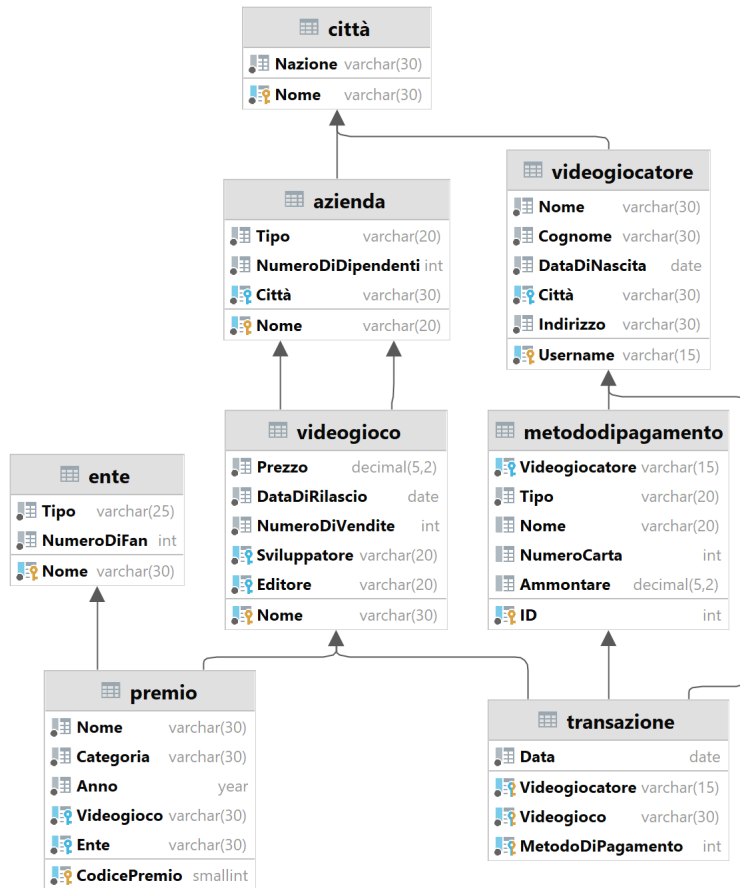 città
Nazione varchar(30)
Nome varchar(30)
azienda
Tipo varchar(20)
NumeroDiDipendenti int
Città varchar(30)
Nome varchar(20)
videogiocatore
Nome varchar(30)
Cognome varchar(30)
DataDiNascita date
Città varchar(30)
Indirizzo varchar(30)
Username varchar(15)
ente
Tipo varchar(25)
NumeroDiFan int
Nome varchar(30)
videogioco
Prezzo decimal(5,2)
DataDiRilascio date
NumeroDiVendite int
Sviluppatore varchar(20)
Editore varchar(20)
Nome varchar(30)
metododipagamento
Videogiocatore varchar(15)
Tipo varchar(20)
Nome varchar(20)
NumeroCarta int
Ammontare decimal(5,2)
ID int
premio
Nome varchar(30)
Categoria varchar(30)
Anno year
Videogioco varchar(30)
Ente varchar(30)
CodicePremio smallint
transazione
Data date
Videogiocatore varchar(15)
Videogioco varchar(30)
MetodoDiPagamento int